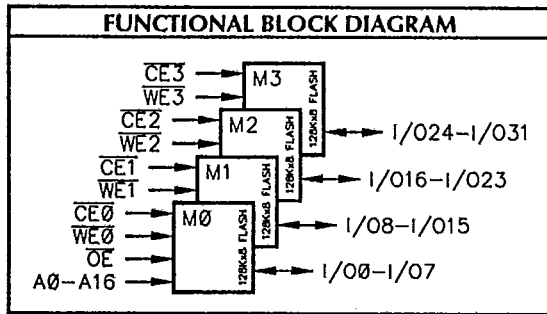 FUNCTIONAL BLOCK DIAGRAM
CE3
M3
WE3
128Kx8 FLASH
CE2
M2
I/O24-I/O31
WE2
128Kx8 FLASH
CE1
M1
I/O16-I/O23
WE1
128Kx8 FLASH
CEØ
MØ
I/O8-I/O15
WEØ
128Kx8 FLASH
OE
I/OØ-I/O7
AØ-A16